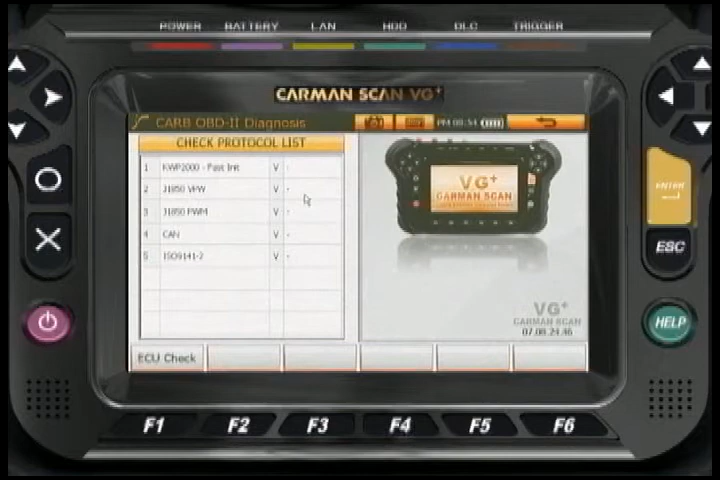 POWER BATTERY LAN HDD DLC TRIGGER
CARMAN SCAN VG+
CARB OBD-II Diagnosis
PM 08:54
CHECK PROTOCOL LIST
1 KWP2000 - Fast Init V -
2 J1850 VPW V -
3 J1850 PWM V -
4 CAN V -
5 ISO9141-2 V -
VG+
CARMAN SCAN
VG+
CARMAN SCAN
07.08.24.46
ECU Check
ENTER
ESC
HELP
F1 F2 F3 F4 F5 F6